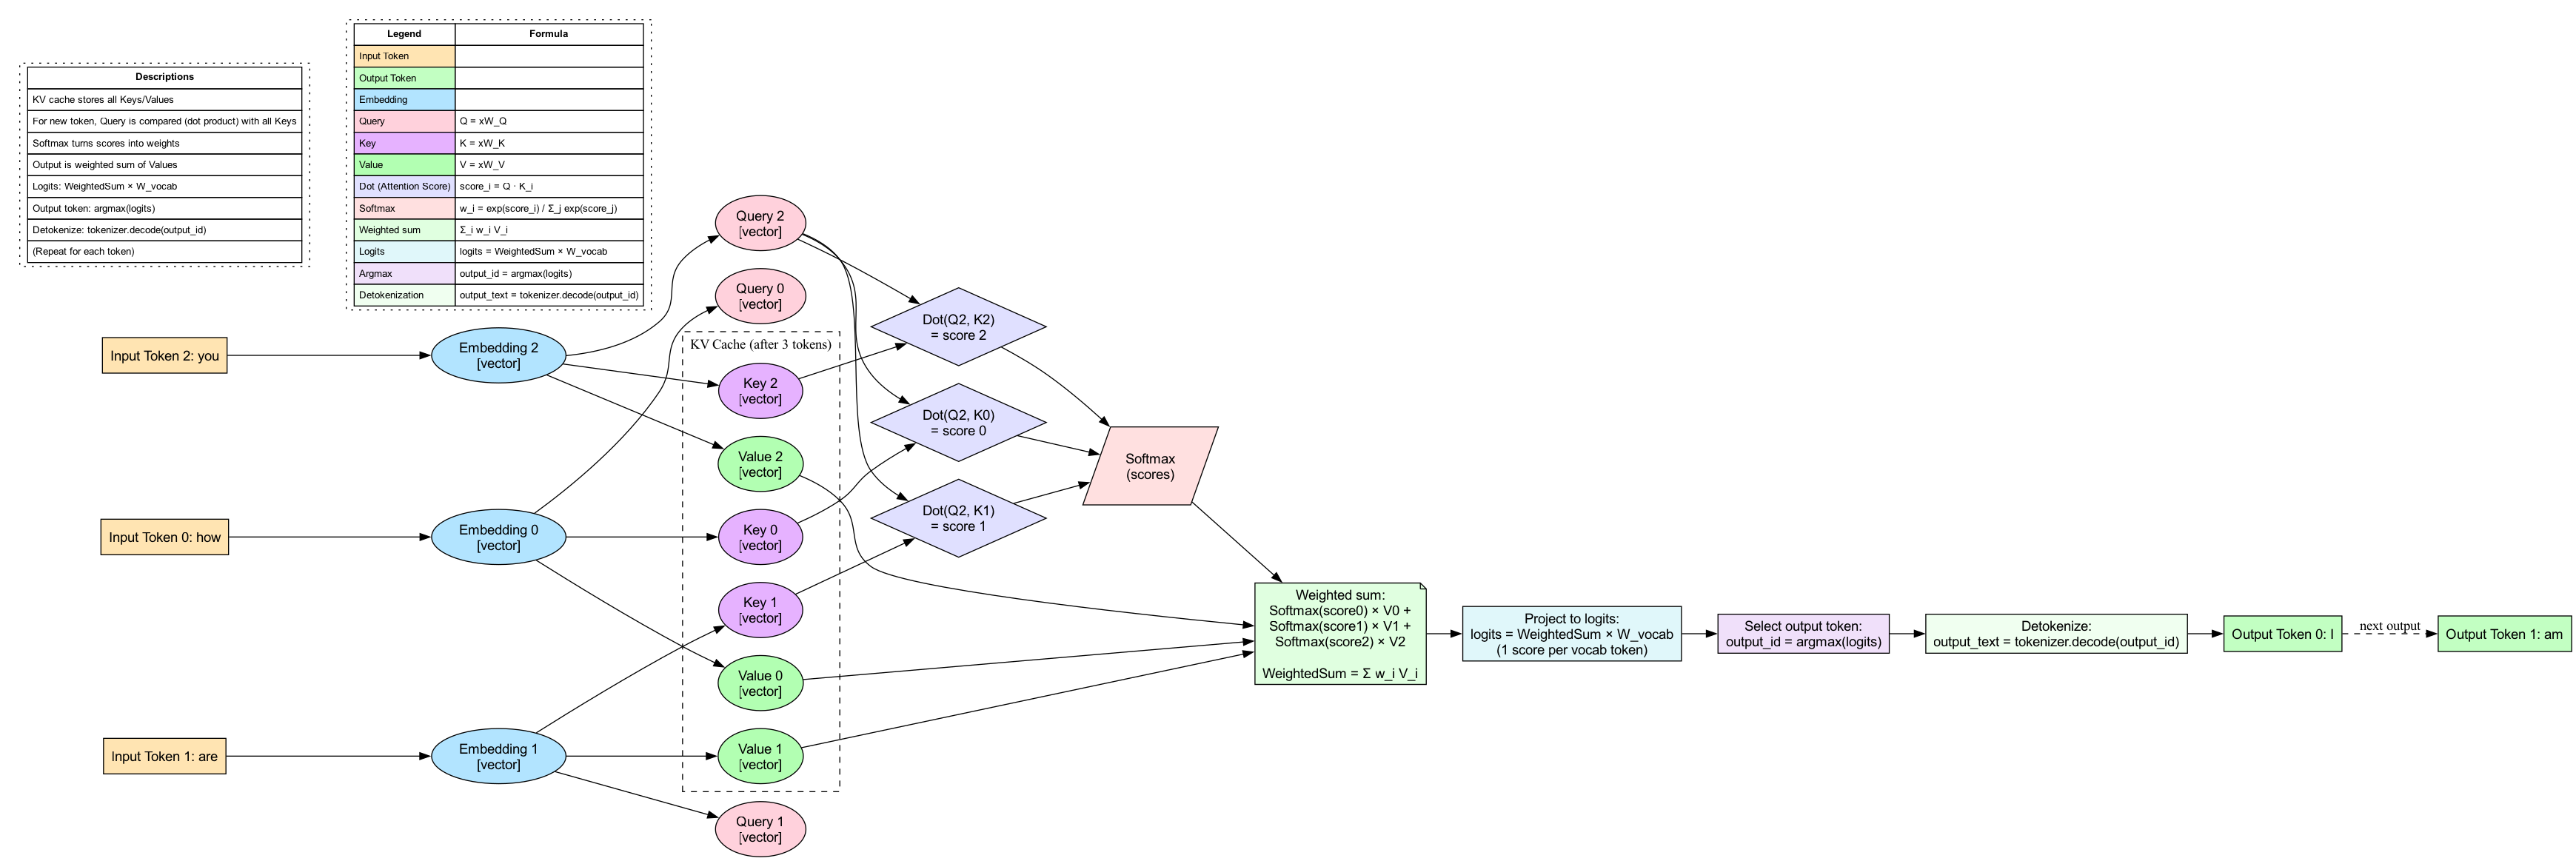 Descriptions
KV cache stores all Keys/Values
For new token, Query is compared (dot product) with all Keys
Softmax turns scores into weights
Output is weighted sum of Values
Logits: WeightedSum × W_vocab
Output token: argmax(logits)
Detokenize: tokenizer.decode(output_id)
(Repeat for each token)
Legend Formula
Input Token
Output Token
Embedding
Query Q = xW_Q
Key K = xW_K
Value V = xW_V
Dot (Attention Score) score_i = Q · K_i
Softmax w_i = exp(score_i) / Σ_j exp(score_j)
Weighted sum Σ_i w_i V_i
Logits logits = WeightedSum × W_vocab
Argmax output_id = argmax(logits)
Detokenization output_text = tokenizer.decode(output_id)
Input Token 2: you
Input Token 0: how
Input Token 1: are
Embedding 2
[vector]
Embedding 0
[vector]
Embedding 1
[vector]
Query 2
[vector]
Query 0
[vector]
KV Cache (after 3 tokens)
Key 2
[vector]
Value 2
[vector]
Key 0
[vector]
Key 1
[vector]
Value 0
[vector]
Value 1
[vector]
Query 1
[vector]
Dot(Q2, K2)
= score 2
Dot(Q2, K0)
= score 0
Dot(Q2, K1)
= score 1
Softmax
(scores)
Weighted sum:
Softmax(score0) × V0 +
Softmax(score1) × V1 +
Softmax(score2) × V2
WeightedSum = Σ w_i V_i
Project to logits:
logits = WeightedSum × W_vocab
(1 score per vocab token)
Select output token:
output_id = argmax(logits)
Detokenize:
output_text = tokenizer.decode(output_id)
Output Token 0: I
next output
Output Token 1: am